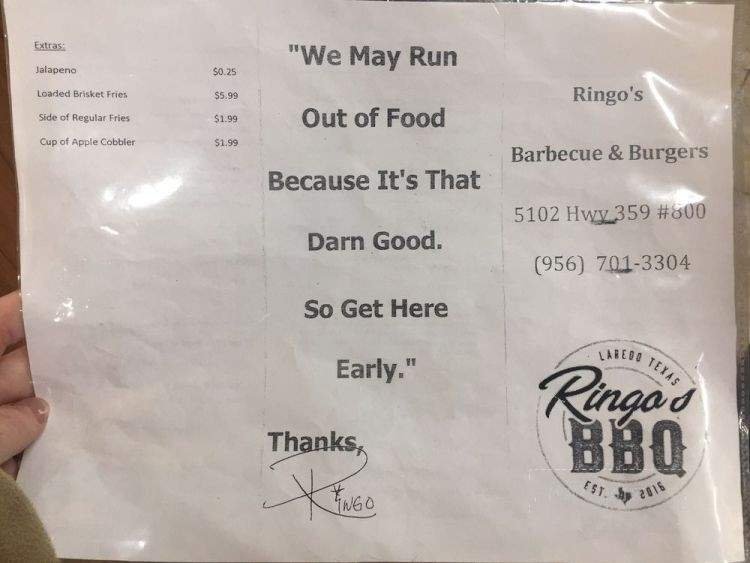 Extras:
Jalapeno $0.25
Loaded Brisket Fries $5.99
Side of Regular Fries $1.99
Cup of Apple Cobbler $1.99
"We May Run
Out of Food
Because It's That
Darn Good.
So Get Here
Early."
Thanks,
Ringo
Ringo's
Barbecue & Burgers
5102 Hwy 359 #800
(956) 701-3304
LAREDO TEXAS
Ringo's
BBQ
EST. 2016